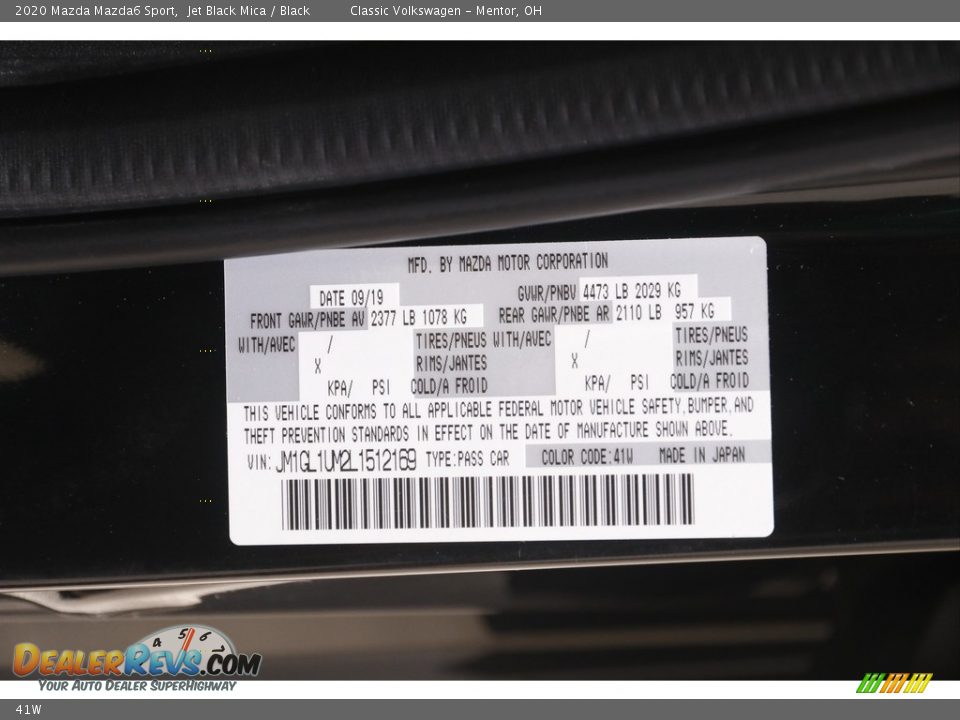 2020 Mazda Mazda6 Sport, Jet Black Mica / Black Classic Volkswagen - Mentor, OH
MFD. BY MAZDA MOTOR CORPORATION
DATE 09/19 GVWR/PNBV 4473 LB 2029 KG
FRONT GAWR/PNBE AV 2377 LB 1078 KG REAR GAWR/PNBE AR 2110 LB 957 KG
WITH/AVEC / TIRES/PNEUS WITH/AVEC / TIRES/PNEUS
X RIMS/JANTES X RIMS/JANTES
KPA/ PSI COLD/A FROID KPA/ PSI COLD/A FROID
THIS VEHICLE CONFORMS TO ALL APPLICABLE FEDERAL MOTOR VEHICLE SAFETY, BUMPER, AND
THEFT PREVENTION STANDARDS IN EFFECT ON THE DATE OF MANUFACTURE SHOWN ABOVE.
VIN: JM1GL1UM2L1512169 TYPE:PASS CAR COLOR CODE:41W MADE IN JAPAN
4 5 6
DEALERREVS.COM
YOUR AUTO DEALER SUPERHIGHWAY
41W